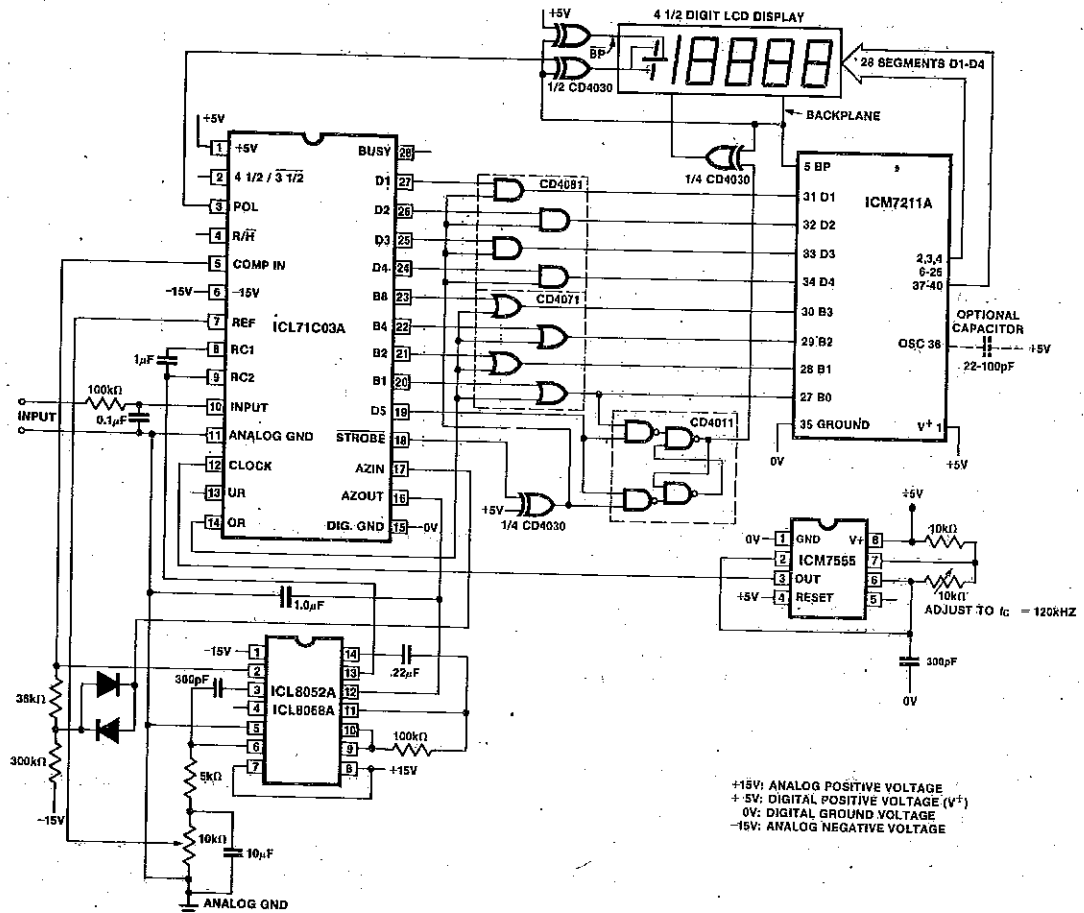 +5V
4 1/2 DIGIT LCD DISPLAY
BP
1/2 CD4030
28 SEGMENTS D1-D4
BACKPLANE
1/4 CD4030
+5V
ICL71C03A
1 +5V
2 4 1/2 / 3 1/2
3 POL
4 R/H
5 COMP IN
-15V 6 -15V
7 REF
8 RC1
9 RC2
10 INPUT
11 ANALOG GND
12 CLOCK
13 UR
14 OR
BUSY 28
D1 27
D2 26
D3 25
D4 24
B8 23
B4 22
B2 21
B1 20
D5 19
STROBE 18
AZIN 17
AZOUT 16
DIG. GND 15 0V
1µF
100kΩ
INPUT
0.1µF
CD4081
CD4071
CD4011
+5V
1/4 CD4030
ICM7211A
5 BP
31 D1
32 D2
33 D3
34 D4
30 B3
29 B2
28 B1
27 B0
35 GROUND
0V
2,3,4
6-25
37-40
OPTIONAL
CAPACITOR
OSC 36
+5V
22-100pF
V+ 1
+5V
ICM7555
0V 1 GND
2
3 OUT
+5V 4 RESET
V+ 8
7
6
5
+5V
10kΩ
10kΩ
ADJUST TO fC = 120kHZ
300pF
0V
1.0µF
ICL8052A
ICL8068A
-15V 1
2
3
4
5
6
7
14
13
12
11
10
9
8 +15V
300pF
.22µF
100kΩ
36kΩ
300kΩ
-15V
5kΩ
10kΩ
10µF
ANALOG GND
+15V: ANALOG POSITIVE VOLTAGE
+ 5V: DIGITAL POSITIVE VOLTAGE (V+)
0V: DIGITAL GROUND VOLTAGE
-15V: ANALOG NEGATIVE VOLTAGE